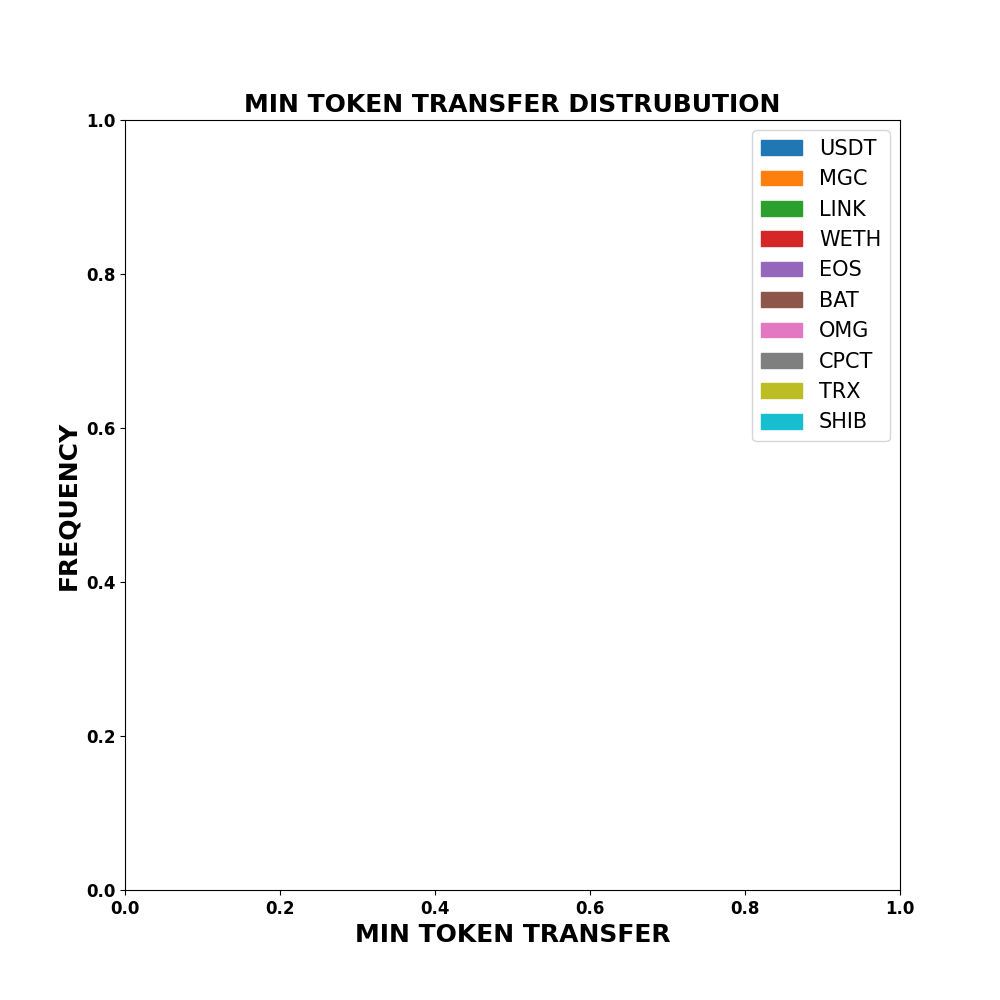 MIN TOKEN TRANSFER DISTRUBUTION
1.0
0.8
0.6
0.4
0.2
0.0
FREQUENCY
USDT
MGC
LINK
WETH
EOS
BAT
OMG
CPCT
TRX
SHIB
0.0 0.2 0.4 0.6 0.8 1.0
MIN TOKEN TRANSFER